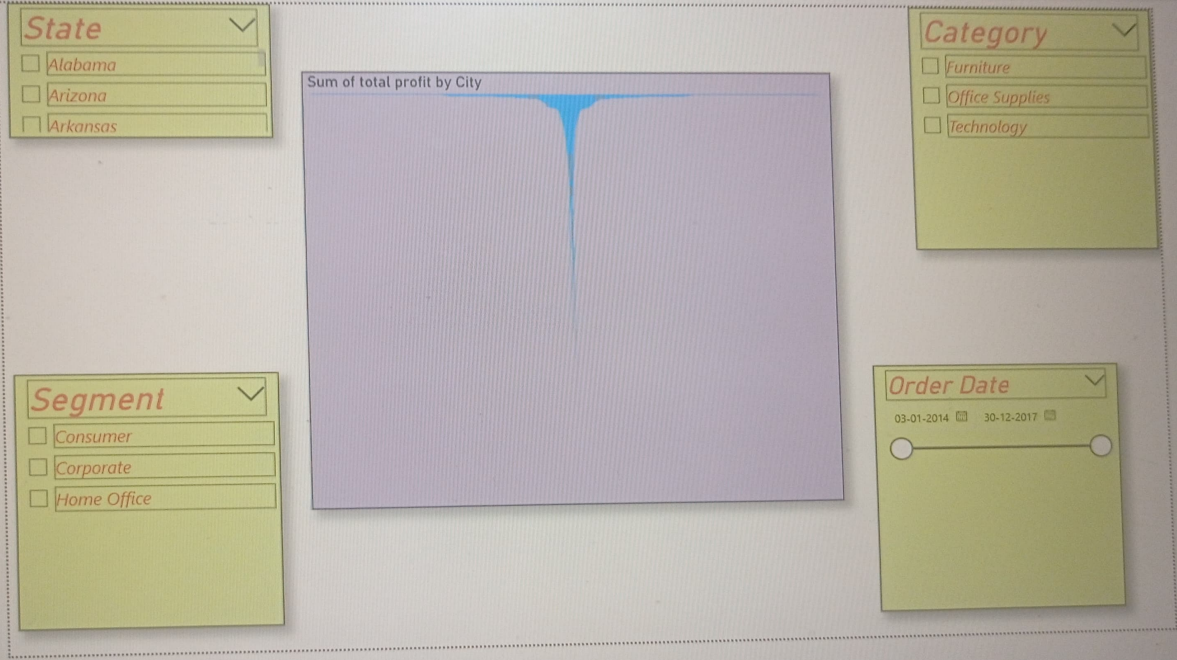 State
Alabama
Arizona
Arkansas
Sum of total profit by City
Category
Furniture
Office Supplies
Technology
Segment
Consumer
Corporate
Home Office
Order Date
03-01-2014
30-12-2017